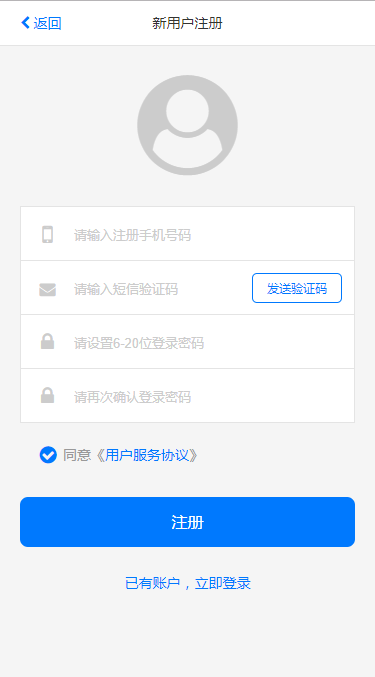 返回
新用户注册
请输入注册手机号码
请输入短信验证码
发送验证码
请设置6-20位登录密码
请再次确认登录密码
同意《用户服务协议》
注册
已有账户，立即登录